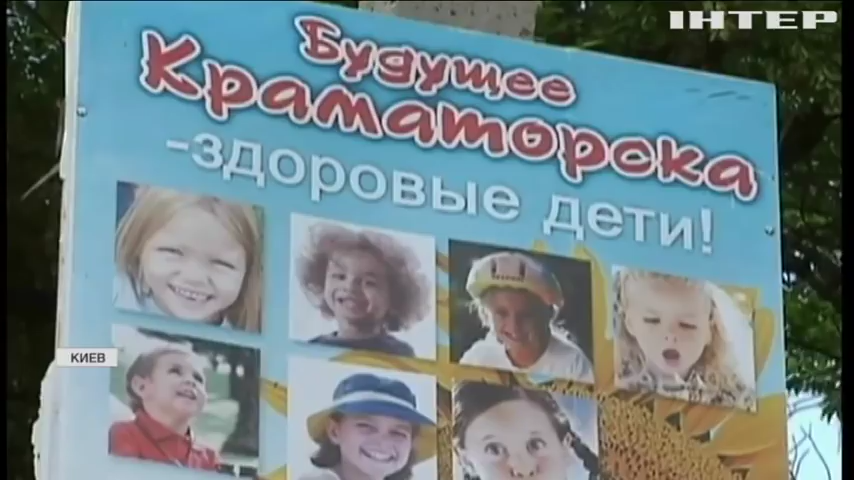 ІНТЕР
Будущее
Краматорска
-здоровые дети!
КИЕВ